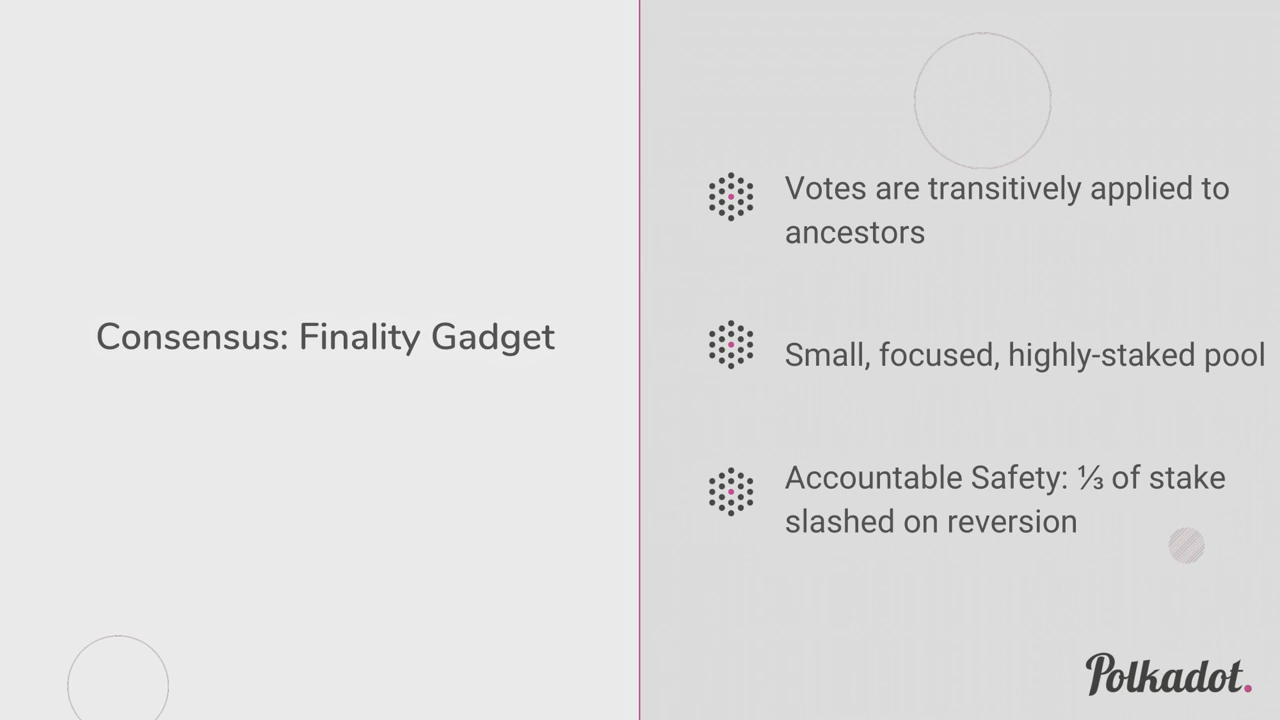 Consensus: Finality Gadget
Votes are transitively applied to
ancestors
Small, focused, highly-staked pool
Accountable Safety: ⅓ of stake
slashed on reversion
Polkadot.